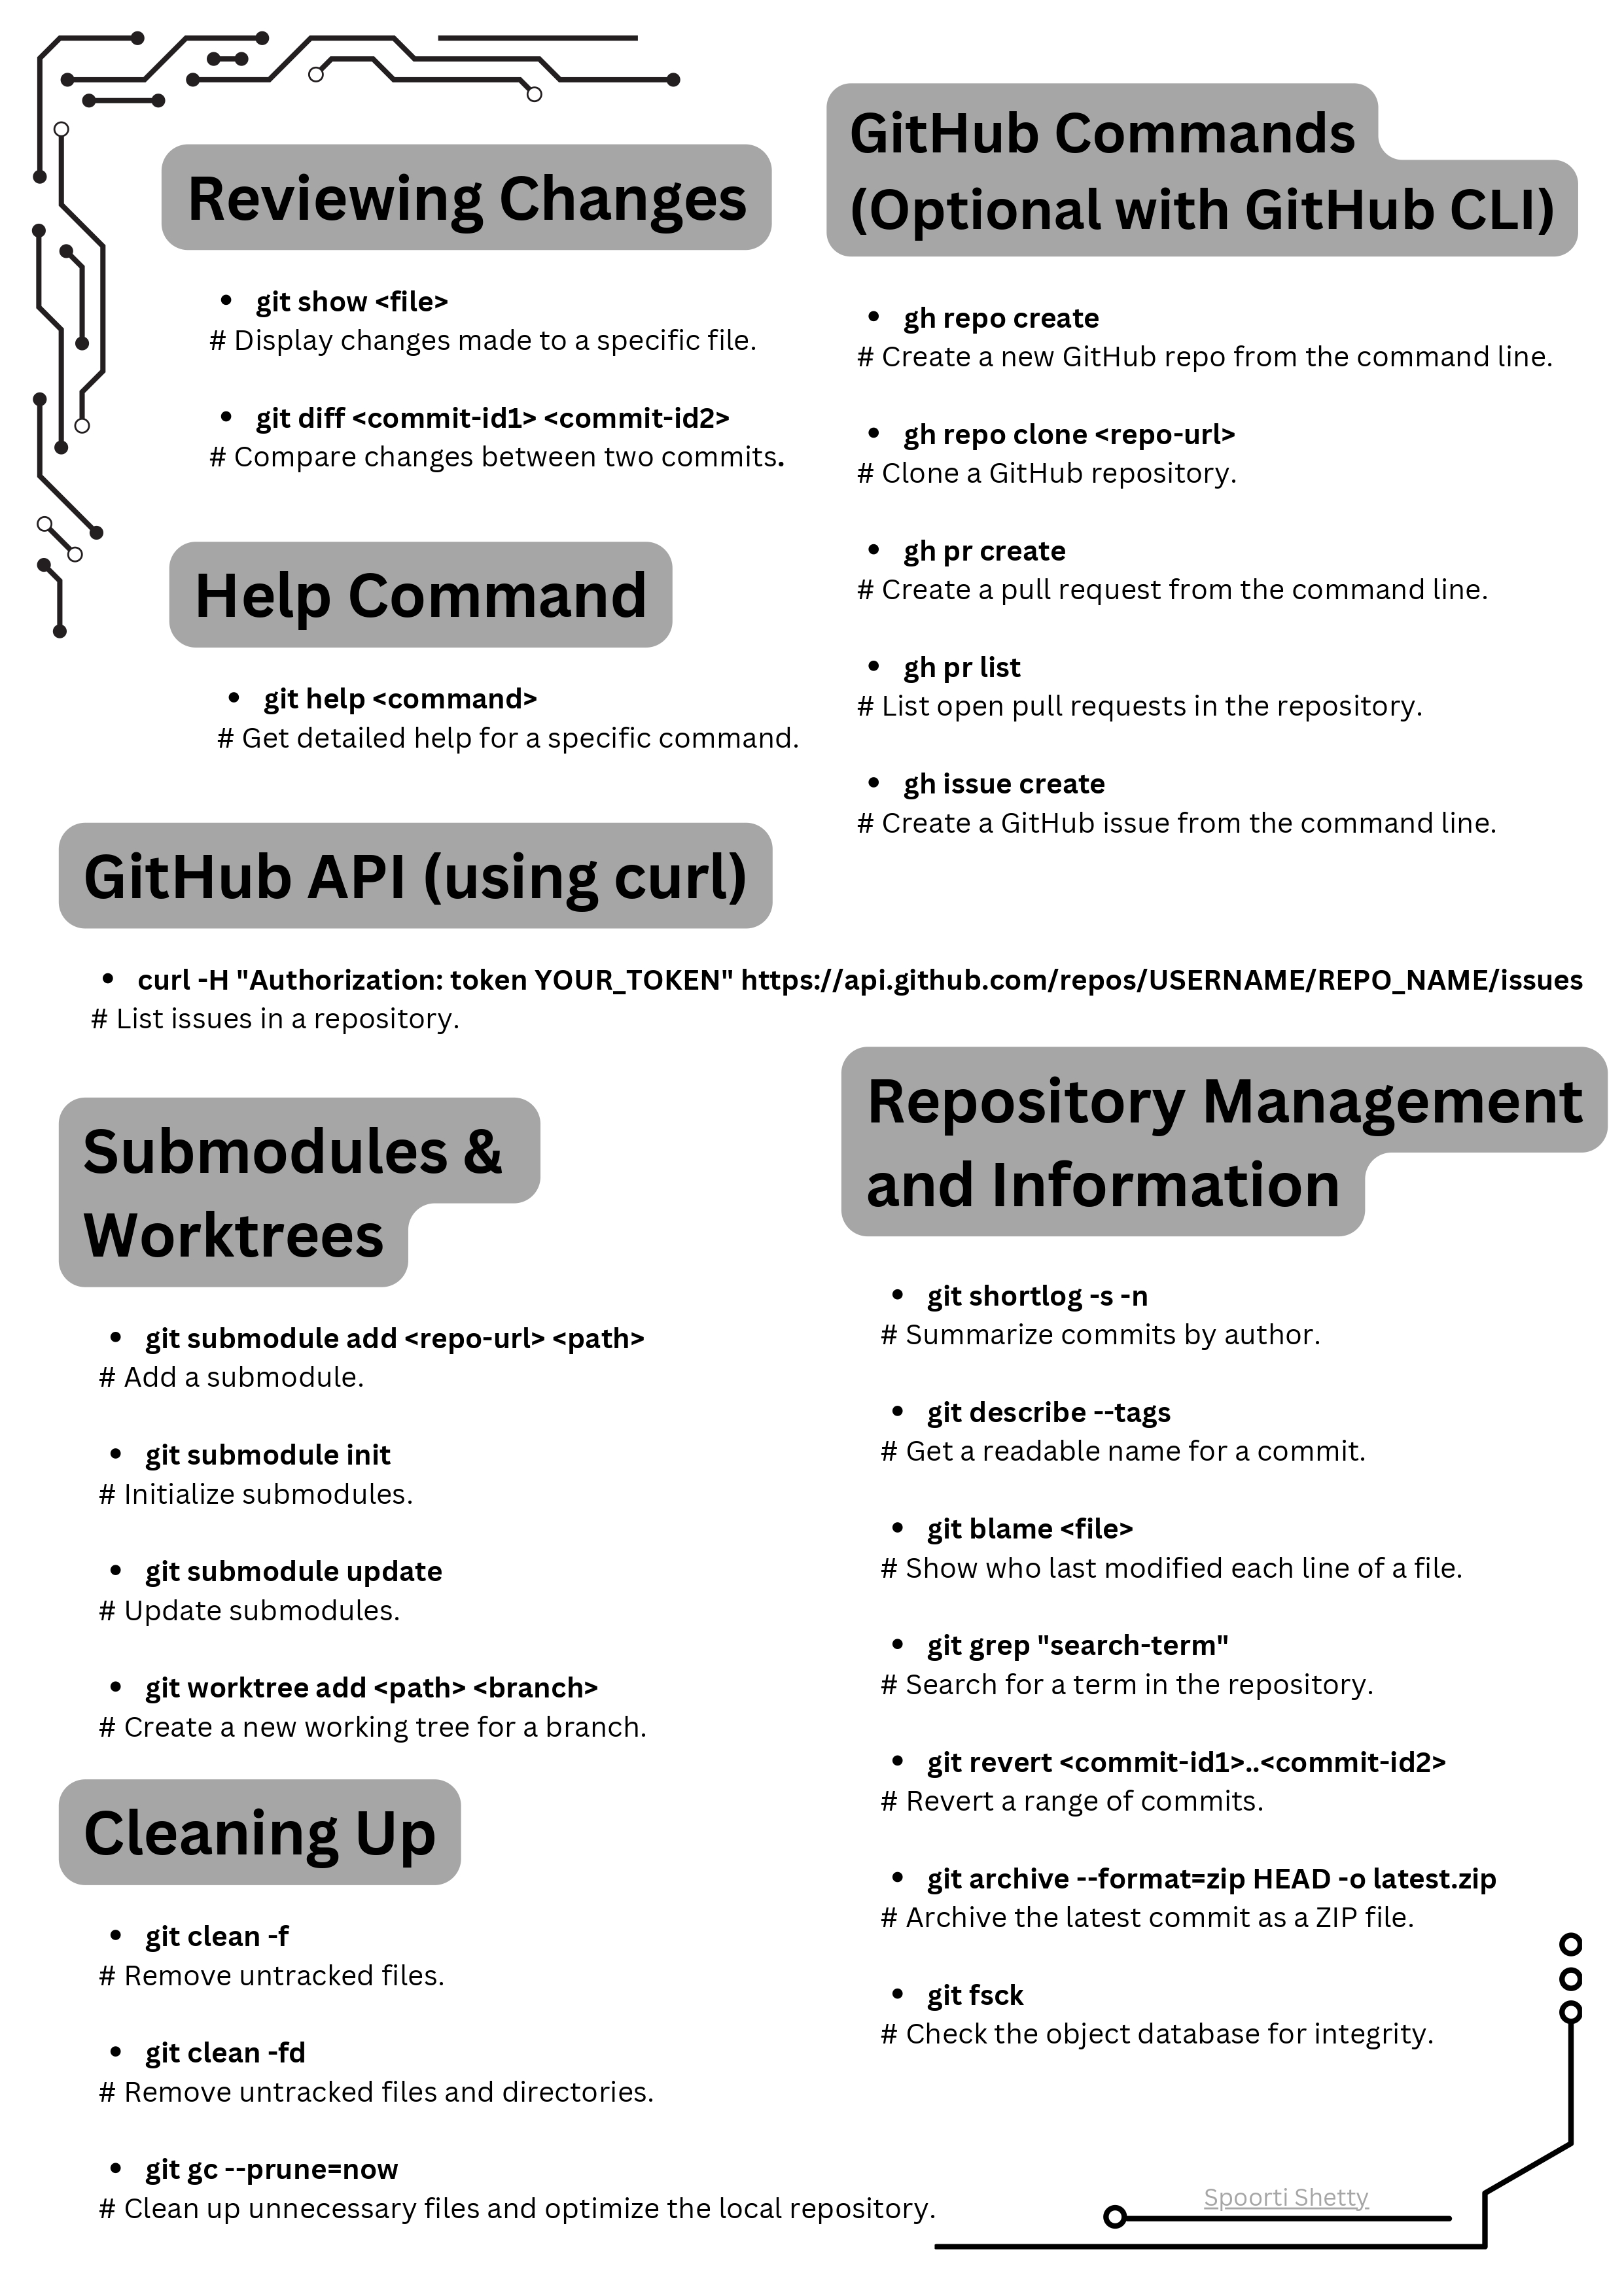 Reviewing Changes
• git show <file>
# Display changes made to a specific file.
• git diff <commit-id1> <commit-id2>
# Compare changes between two commits.
Help Command
• git help <command>
# Get detailed help for a specific command.
GitHub Commands
(Optional with GitHub CLI)
• gh repo create
# Create a new GitHub repo from the command line.
• gh repo clone <repo-url>
# Clone a GitHub repository.
• gh pr create
# Create a pull request from the command line.
• gh pr list
# List open pull requests in the repository.
• gh issue create
# Create a GitHub issue from the command line.
GitHub API (using curl)
• curl -H "Authorization: token YOUR_TOKEN" https://api.github.com/repos/USERNAME/REPO_NAME/issues
# List issues in a repository.
Submodules &
Worktrees
• git submodule add <repo-url> <path>
# Add a submodule.
• git submodule init
# Initialize submodules.
• git submodule update
# Update submodules.
• git worktree add <path> <branch>
# Create a new working tree for a branch.
Cleaning Up
• git clean -f
# Remove untracked files.
• git clean -fd
# Remove untracked files and directories.
• git gc --prune=now
# Clean up unnecessary files and optimize the local repository.
Repository Management
and Information
• git shortlog -s -n
# Summarize commits by author.
• git describe --tags
# Get a readable name for a commit.
• git blame <file>
# Show who last modified each line of a file.
• git grep "search-term"
# Search for a term in the repository.
• git revert <commit-id1>..<commit-id2>
# Revert a range of commits.
• git archive --format=zip HEAD -o latest.zip
# Archive the latest commit as a ZIP file.
• git fsck
# Check the object database for integrity.
Spoorti Shetty